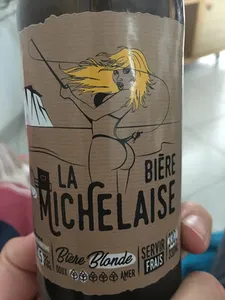 LA BIÈRE
MICHELAISE
Bière Blonde
DOUX AMER
SERVIR
FRAIS